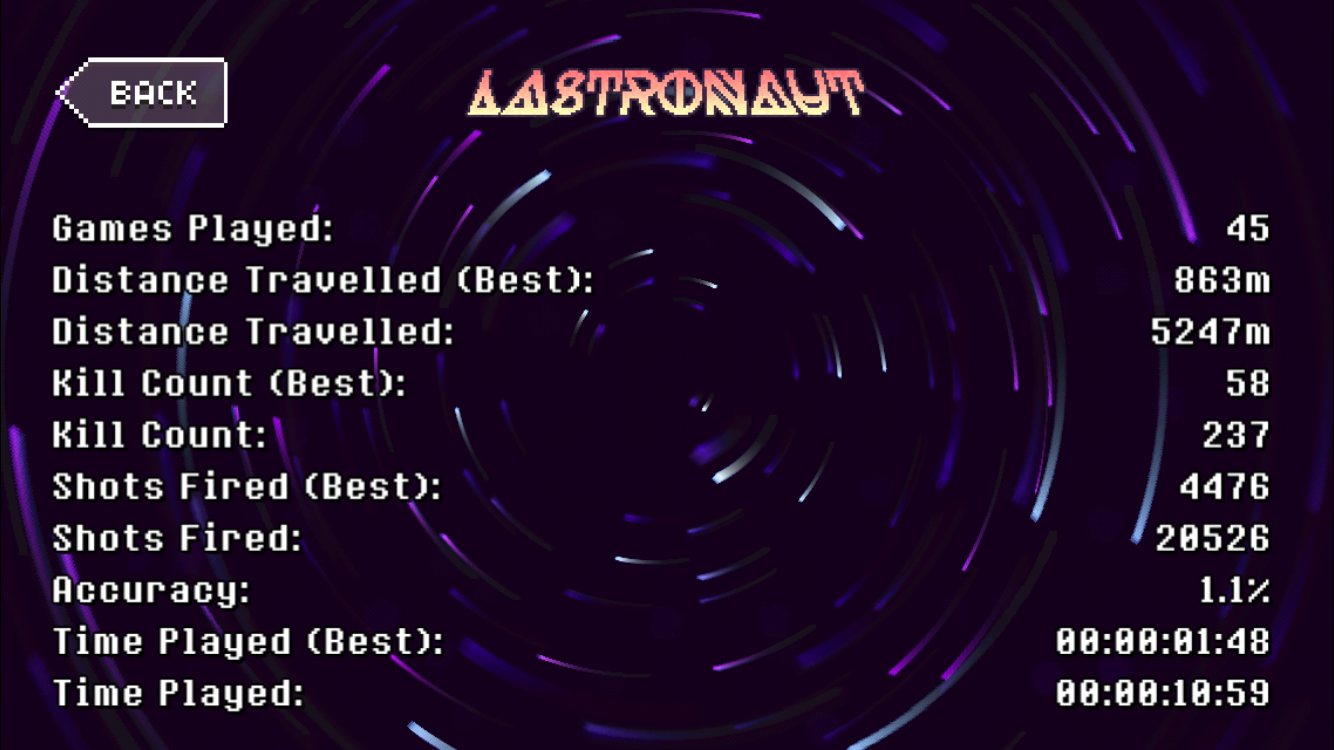 BACK
LASTRONAUT
Games Played: 45
Distance Travelled (Best): 863m
Distance Travelled: 5247m
Kill Count (Best): 58
Kill Count: 237
Shots Fired (Best): 4476
Shots Fired: 20526
Accuracy: 1.1%
Time Played (Best): 00:00:01:48
Time Played: 00:00:10:59